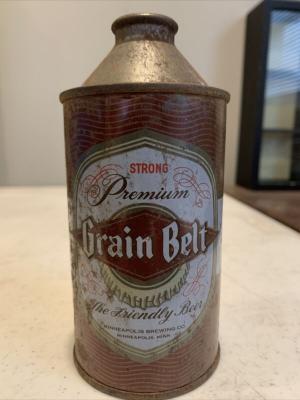 STRONG
Premium
Grain Belt
The Friendly Beer
MINNEAPOLIS BREWING CO.
MINNEAPOLIS, MINN.